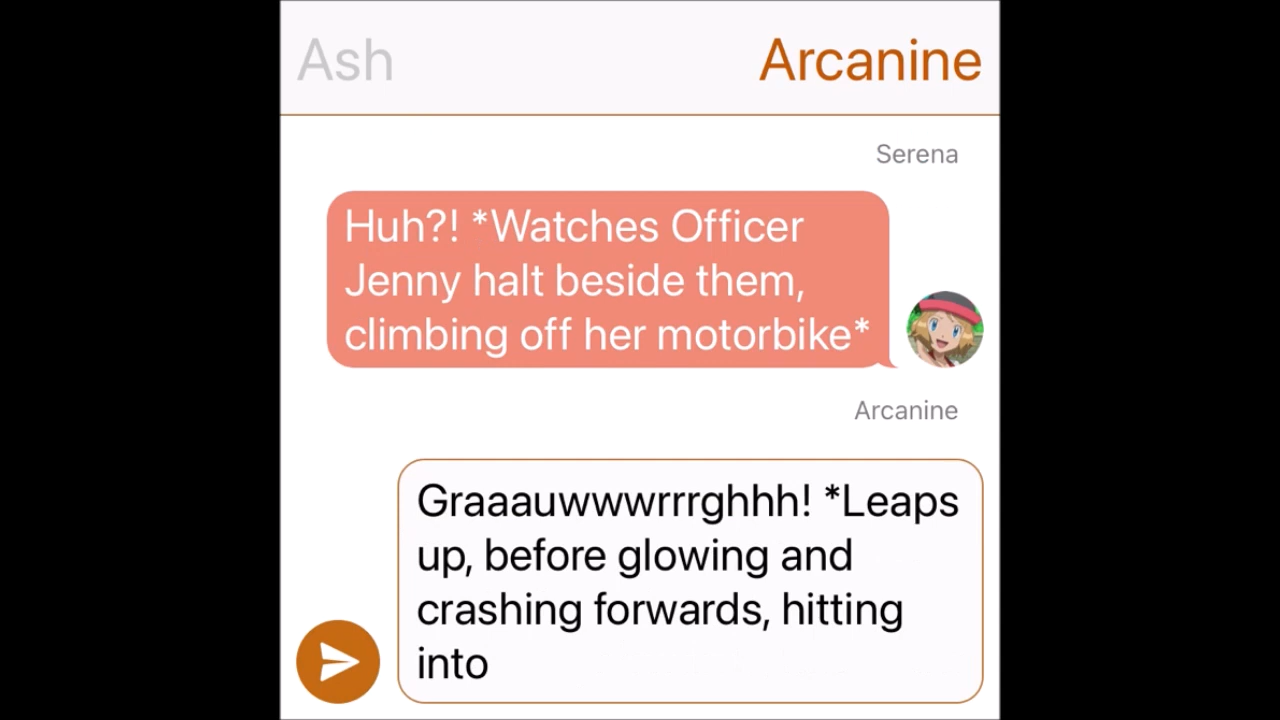 Ash
Arcanine
Serena
Huh?! *Watches Officer
Jenny halt beside them,
climbing off her motorbike*
Arcanine
Graaauwwwrrrghhh! *Leaps
up, before glowing and
crashing forwards, hitting
into